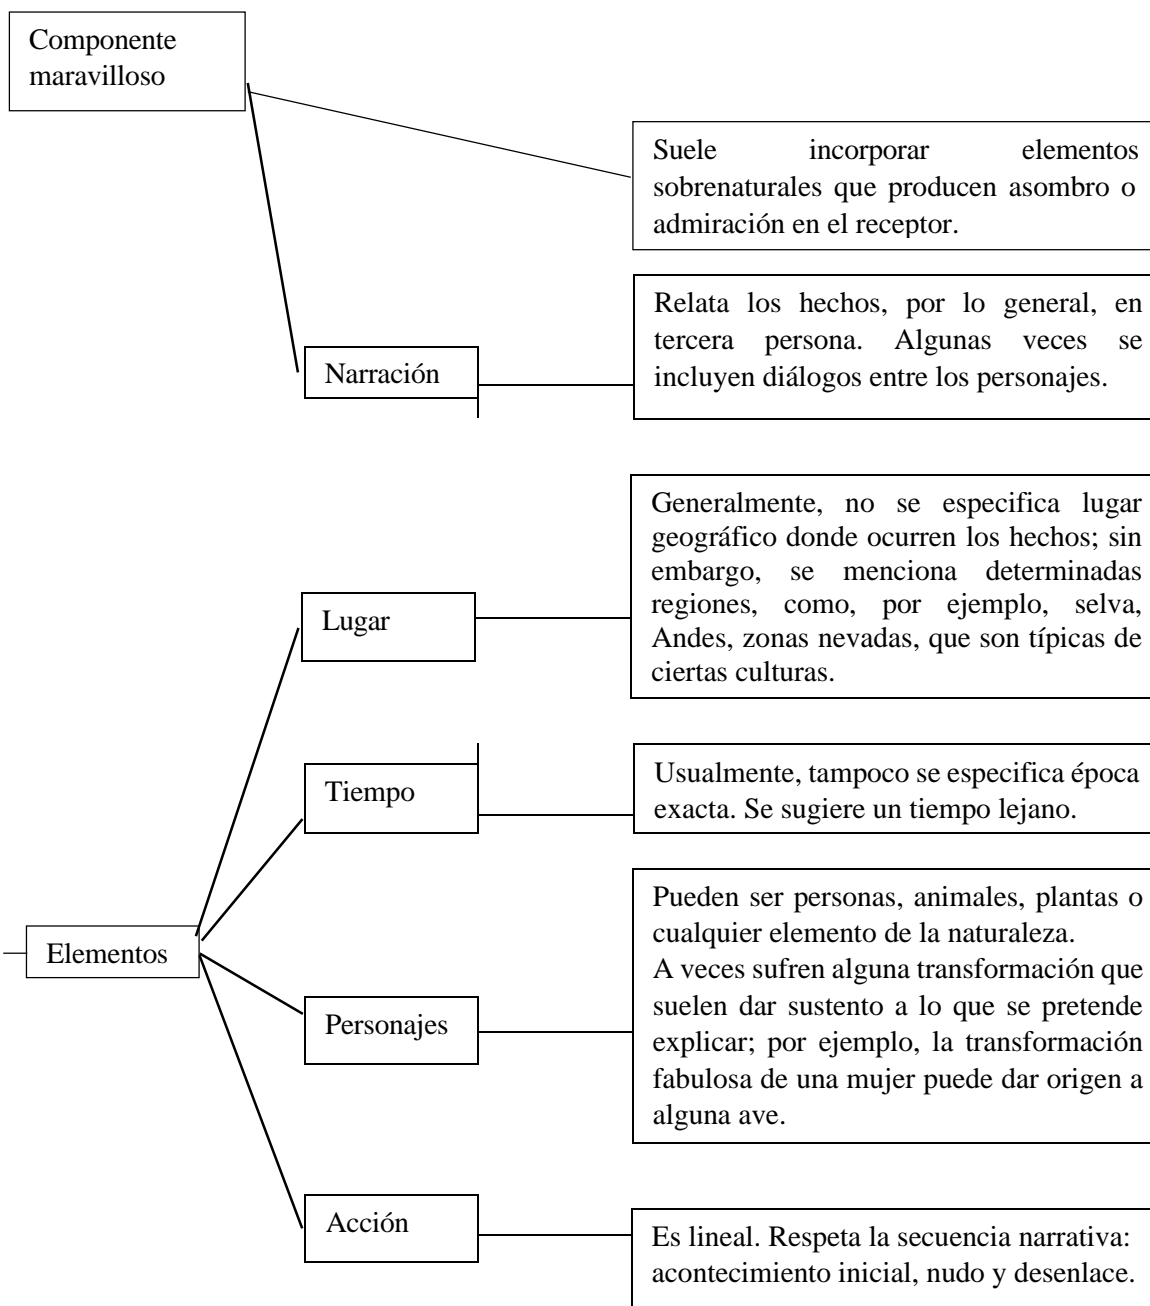 Componente
maravilloso
Suele incorporar elementos
sobrenaturales que producen asombro o
admiración en el receptor.
Narración
Relata los hechos, por lo general, en
tercera persona. Algunas veces se
incluyen diálogos entre los personajes.
Lugar
Generalmente, no se especifica lugar
geográfico donde ocurren los hechos; sin
embargo, se menciona determinadas
regiones, como, por ejemplo, selva,
Andes, zonas nevadas, que son típicas de
ciertas culturas.
Tiempo
Usualmente, tampoco se especifica época
exacta. Se sugiere un tiempo lejano.
Elementos
Personajes
Pueden ser personas, animales, plantas o
cualquier elemento de la naturaleza.
A veces sufren alguna transformación que
suelen dar sustento a lo que se pretende
explicar; por ejemplo, la transformación
fabulosa de una mujer puede dar origen a
alguna ave.
Acción
Es lineal. Respeta la secuencia narrativa:
acontecimiento inicial, nudo y desenlace.